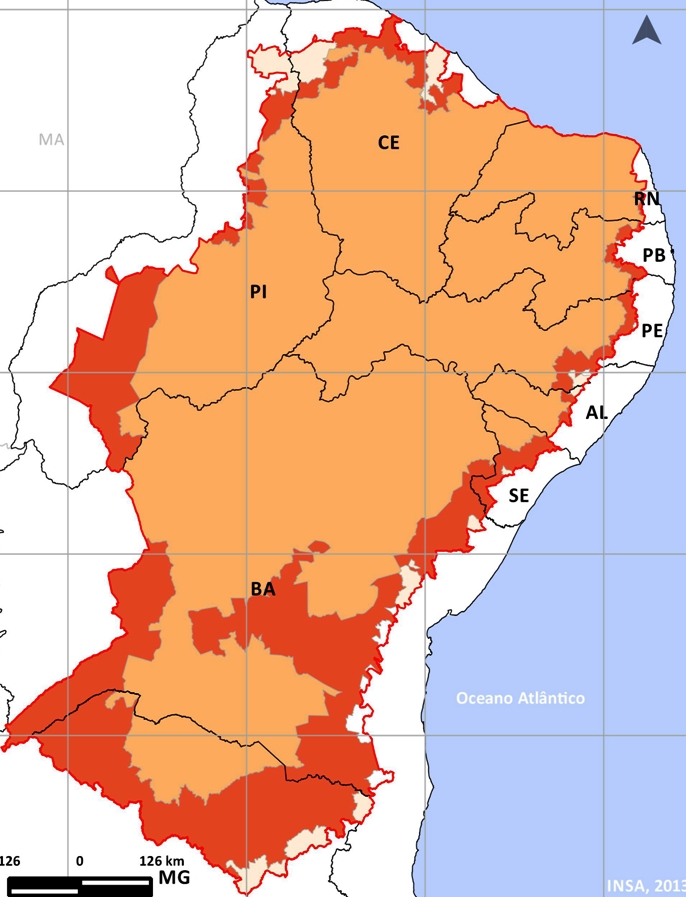 MA
CE
RN
PB
PI
PE
AL
SE
BA
Oceano Atlântico
126 0 126 km
MG
INSA, 2013